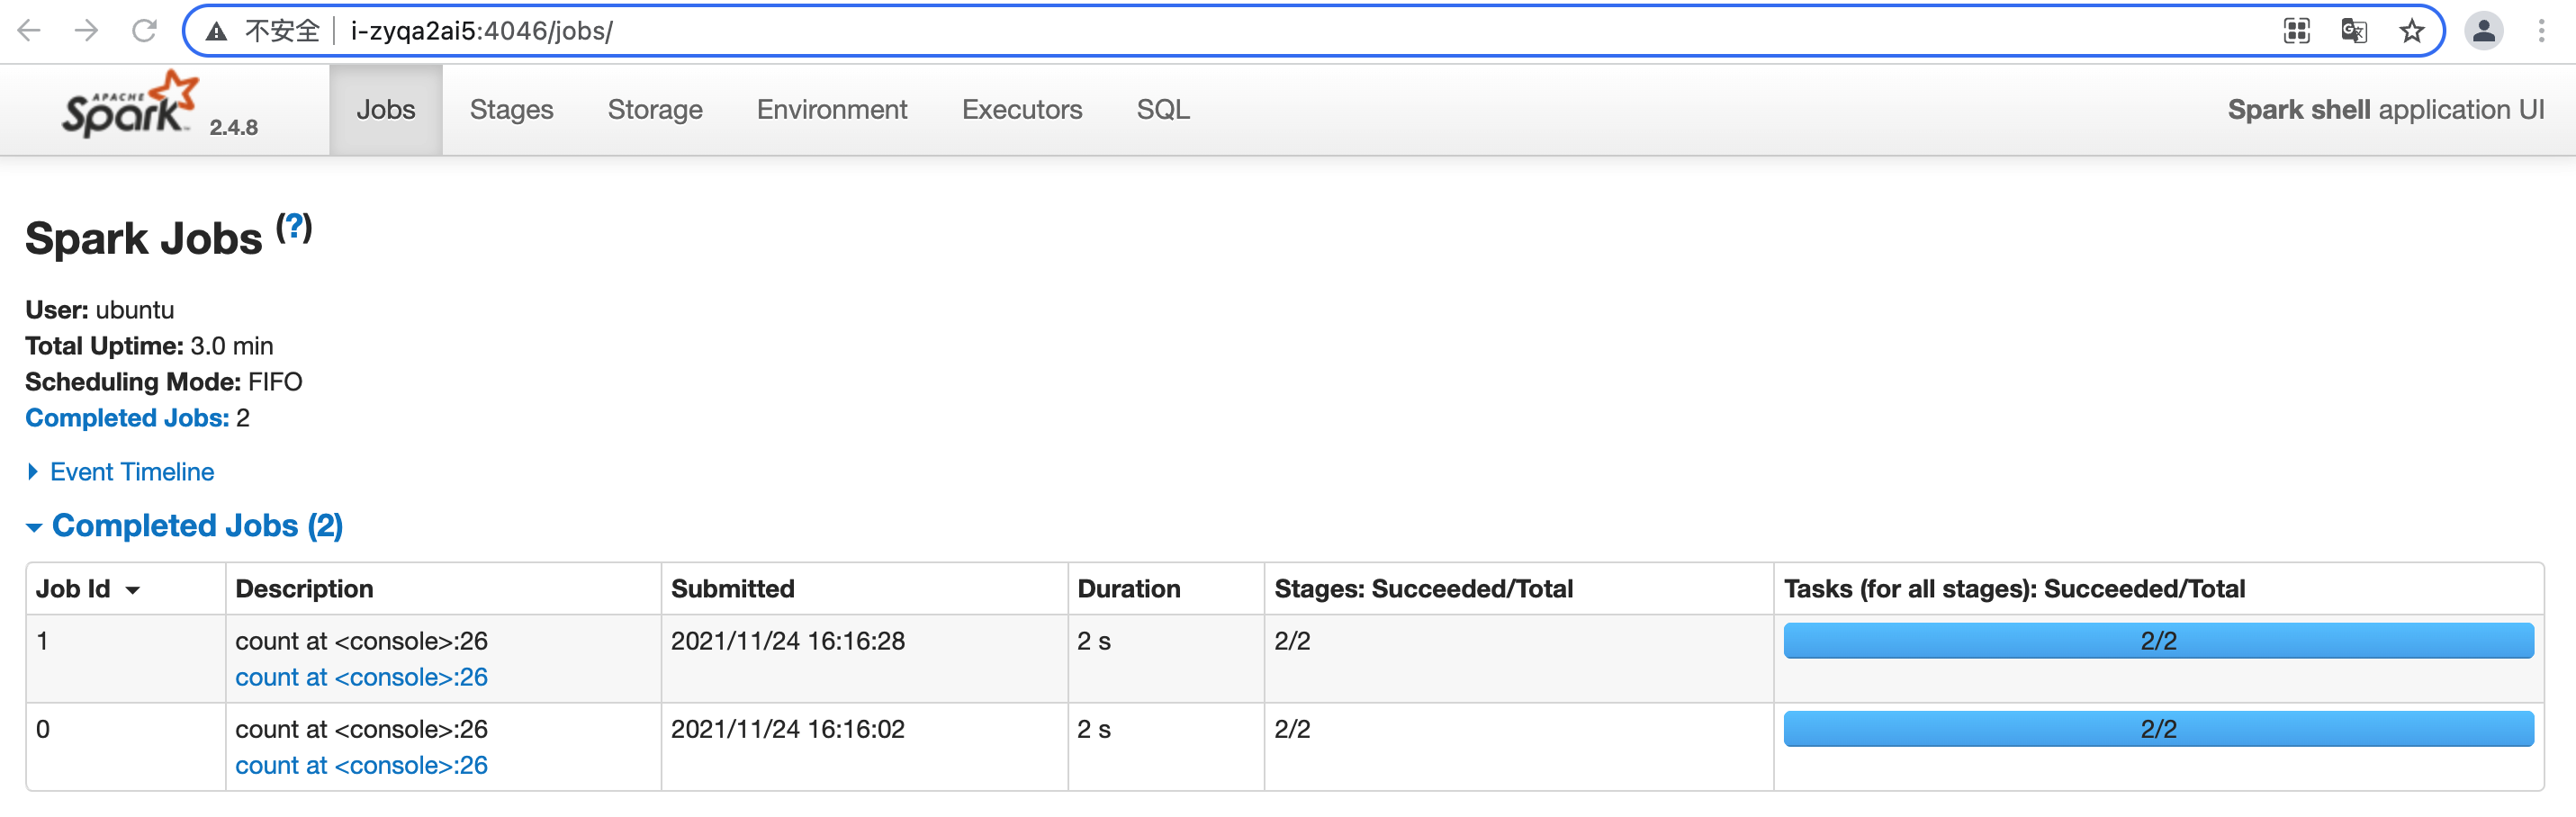 不安全 i-zyqa2ai5:4046/jobs/
APACHE Spark™ 2.4.8 Jobs Stages Storage Environment Executors SQL Spark shell application UI
Spark Jobs (?)
User: ubuntu
Total Uptime: 3.0 min
Scheduling Mode: FIFO
Completed Jobs: 2
Event Timeline
Completed Jobs (2)
Job Id Description Submitted Duration Stages: Succeeded/Total Tasks (for all stages): Succeeded/Total
1 count at <console>:26 2021/11/24 16:16:28 2 s 2/2 2/2
count at <console>:26
0 count at <console>:26 2021/11/24 16:16:02 2 s 2/2 2/2
count at <console>:26